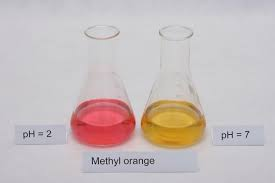 pH = 2
pH = 7
Methyl orange